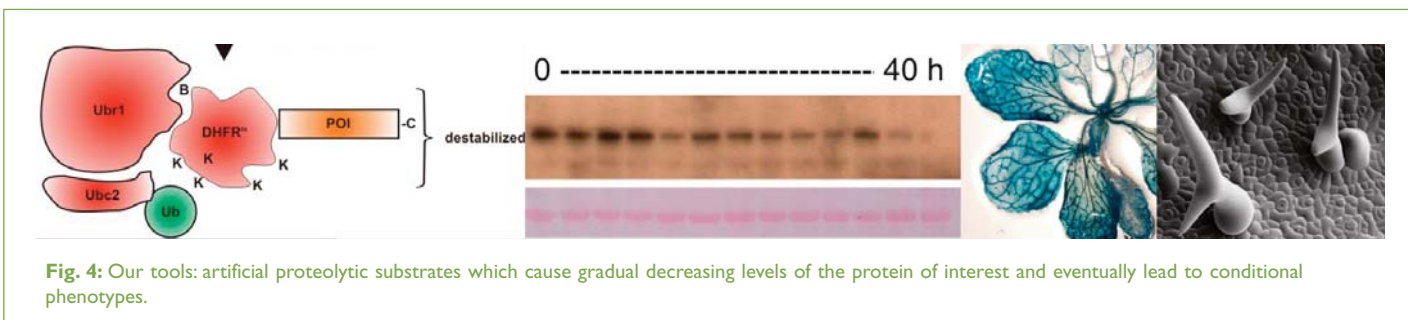 Ubr1
B
DHFRᵗˢ
POI
-C
K
K
K
K
K
destabilized
Ubc2
Ub
0 ----------------------- 40 h
Fig. 4: Our tools: artificial proteolytic substrates which cause gradual decreasing levels of the protein of interest and eventually lead to conditional
phenotypes.